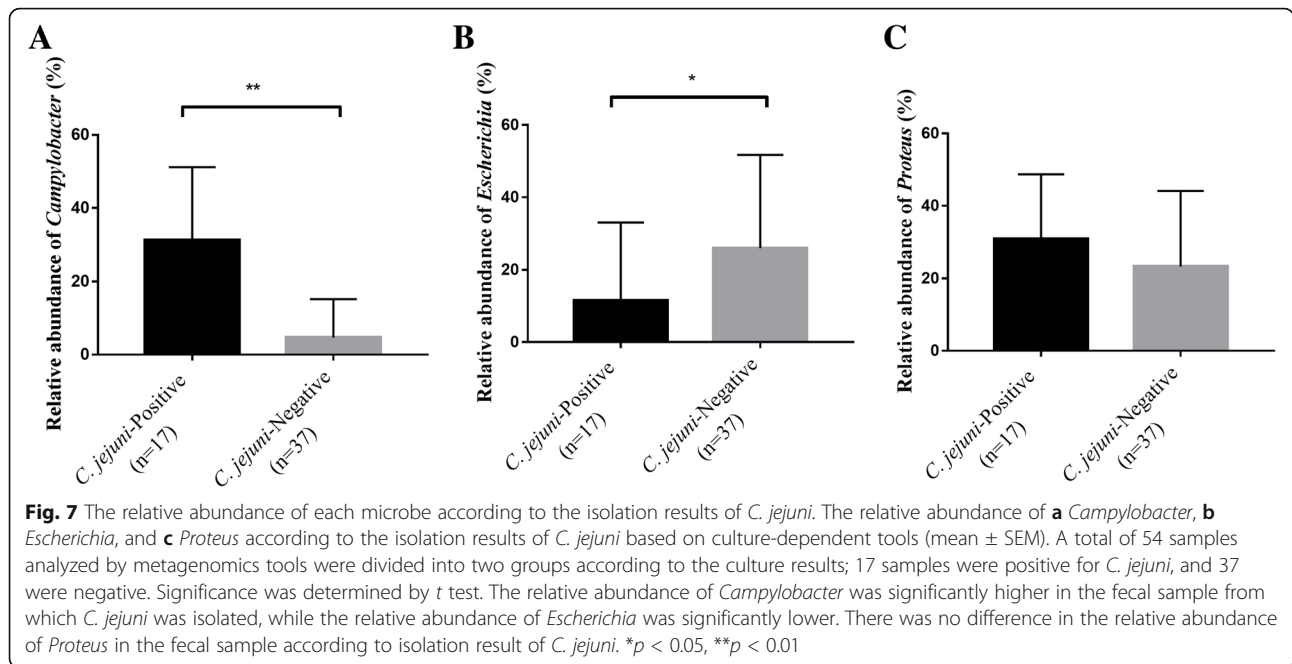 A
Relative abundance of Campylobacter (%)
**
60
40
20
0
C. jejuni-Positive
(n=17)
C. jejuni-Negative
(n=37)
B
Relative abundance of Escherichia (%)
*
60
40
20
0
C. jejuni-Positive
(n=17)
C. jejuni-Negative
(n=37)
C
Relative abundance of Proteus (%)
60
40
20
0
C. jejuni-Positive
(n=17)
C. jejuni-Negative
(n=37)
Fig. 7 The relative abundance of each microbe according to the isolation results of C. jejuni. The relative abundance of a Campylobacter, b
Escherichia, and c Proteus according to the isolation results of C. jejuni based on culture-dependent tools (mean ± SEM). A total of 54 samples
analyzed by metagenomics tools were divided into two groups according to the culture results; 17 samples were positive for C. jejuni, and 37
were negative. Significance was determined by t test. The relative abundance of Campylobacter was significantly higher in the fecal sample from
which C. jejuni was isolated, while the relative abundance of Escherichia was significantly lower. There was no difference in the relative abundance
of Proteus in the fecal sample according to isolation result of C. jejuni. *p < 0.05, **p < 0.01